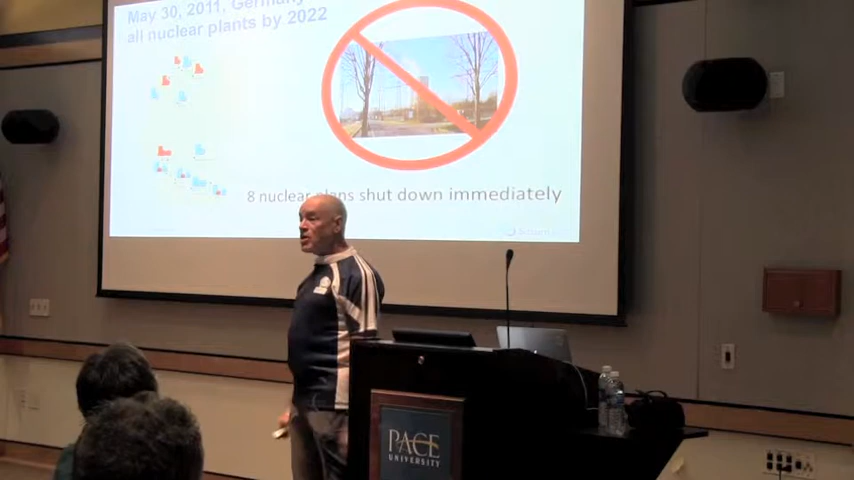 May 30, 2011, Germany
all nuclear plants by 2022
8 nuclear plans shut down immediately
PACE
UNIVERSITY